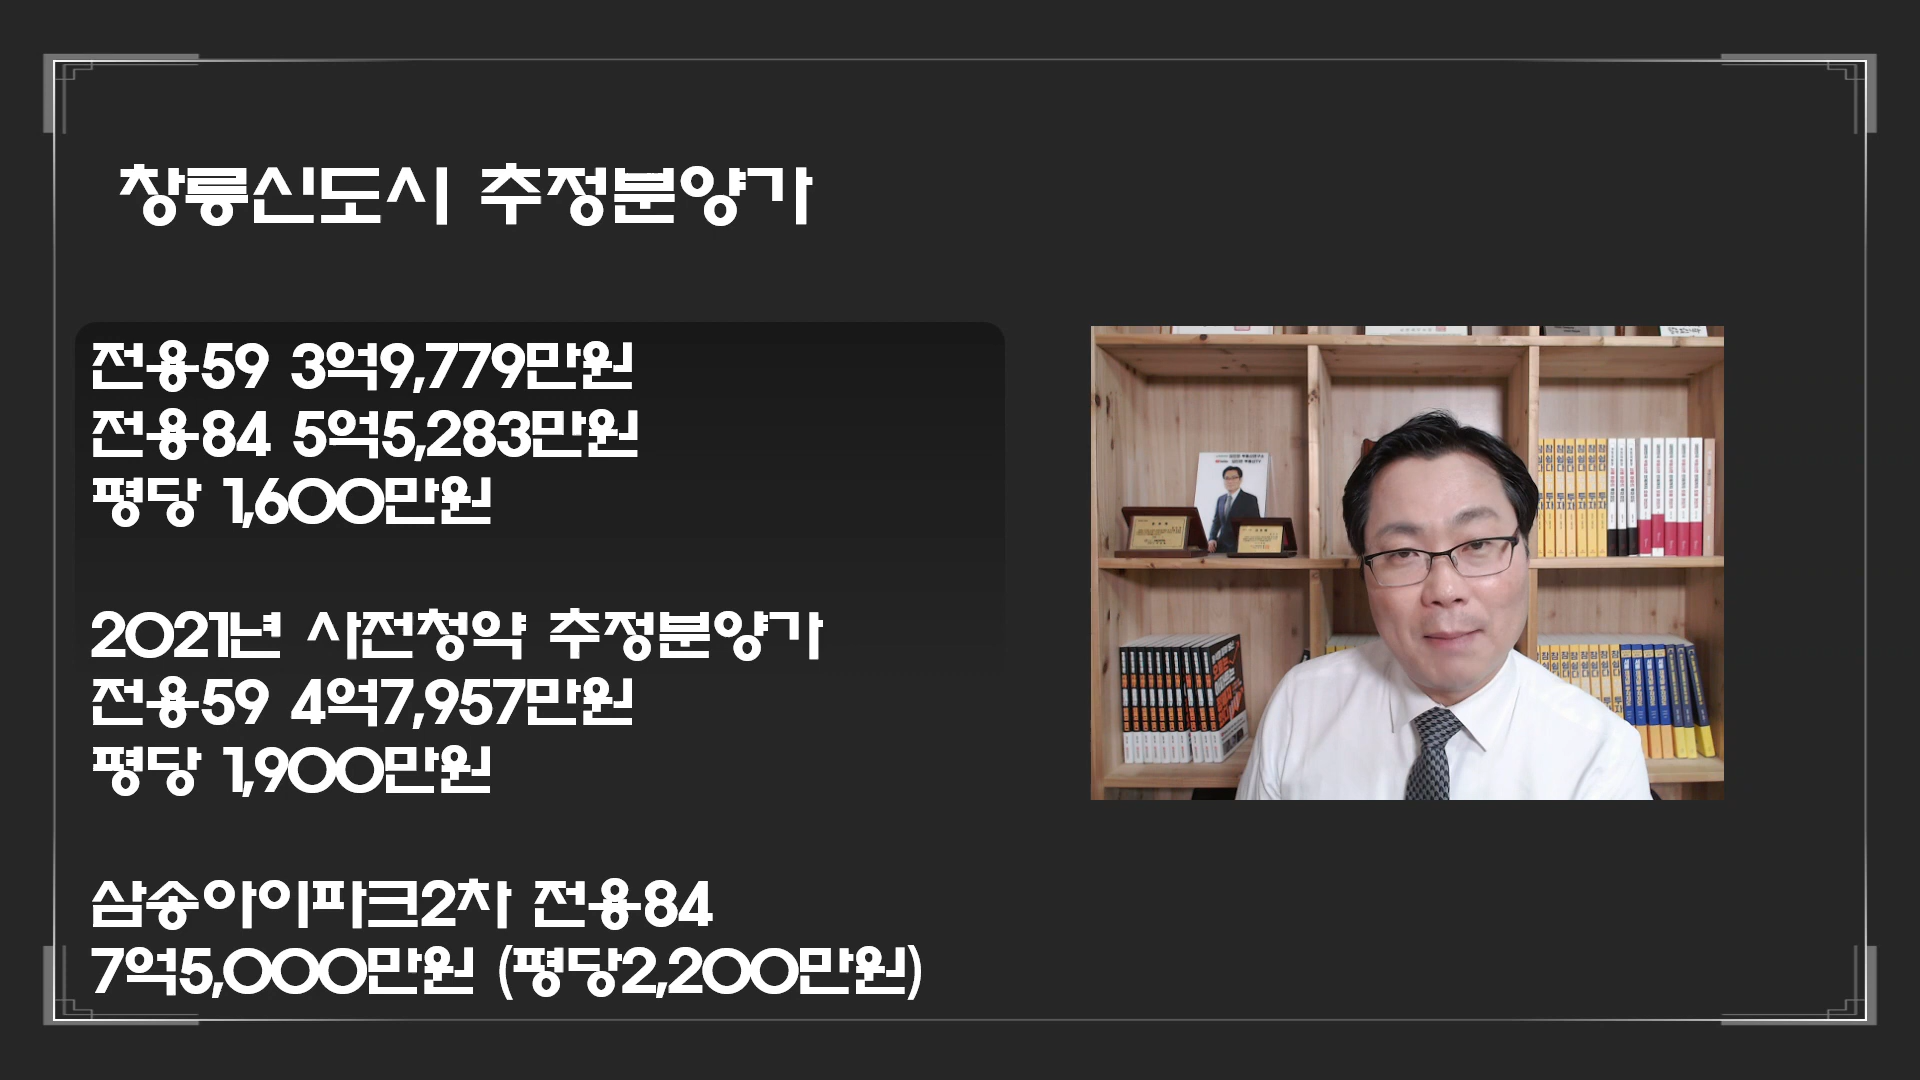 창릉신도시 추정분양가
전용59 3억9,779만원
전용84 5억5,283만원
평당 1,600만원
2021년 사전청약 추정분양가
전용59 4억7,957만원
평당 1,900만원
삼송아이파크2차 전용84
7억5,000만원 (평당2,200만원)